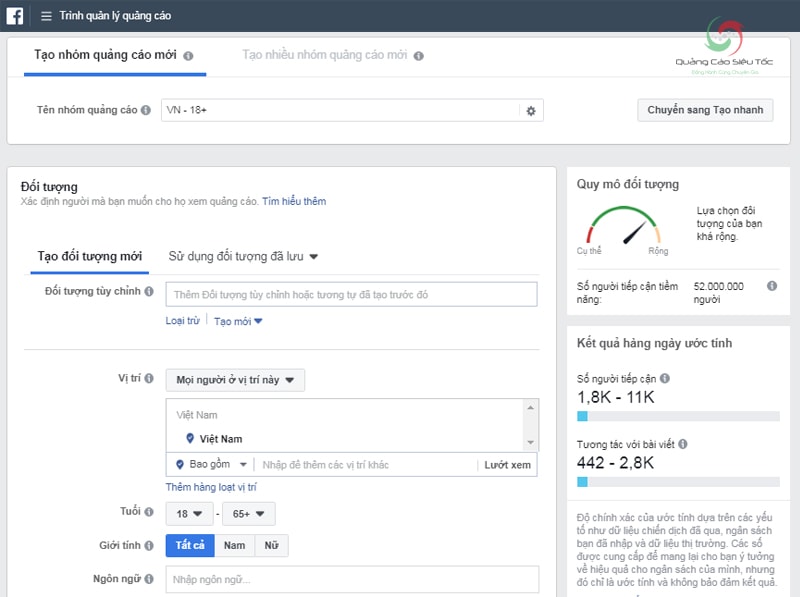 Trình quản lý quảng cáo
Quảng Cáo Siêu Tốc
Tạo nhóm quảng cáo mới
Tạo nhiều nhóm quảng cáo mới
Tên nhóm quảng cáo
VN - 18+
Chuyển sang Tạo nhanh
Đối tượng
Xác định người mà bạn muốn cho họ xem quảng cáo. Tìm hiểu thêm
Tạo đối tượng mới
Sử dụng đối tượng đã lưu
Đối tượng tùy chỉnh
Thêm Đối tượng tùy chỉnh hoặc tương tự đã tạo trước đó
Loại trừ
Tạo mới
Vị trí
Mọi người ở vị trí này
Việt Nam
Việt Nam
Bao gồm
Nhập để thêm các vị trí khác
Lướt xem
Thêm hàng loạt vị trí
Tuổi
18 - 65+
Giới tính
Tất cả
Nam
Nữ
Ngôn ngữ
Nhập ngôn ngữ...
Quy mô đối tượng
Cụ thể
Rộng
Lựa chọn đối
tượng của bạn
khá rộng.
Số người tiếp cận tiềm
năng:
52.000.000
người
Kết quả hàng ngày ước tính
Số người tiếp cận
1,8K - 11K
Tương tác với bài viết
442 - 2,8K
Độ chính xác của ước tính dựa trên các yếu
tố như dữ liệu chiến dịch đã qua, ngân sách
bạn đã nhập và dữ liệu thị trường. Các số
được cung cấp để mang lại cho bạn ý tưởng
về hiệu quả cho ngân sách của mình, nhưng
đó chỉ là ước tính và không bảo đảm kết quả.